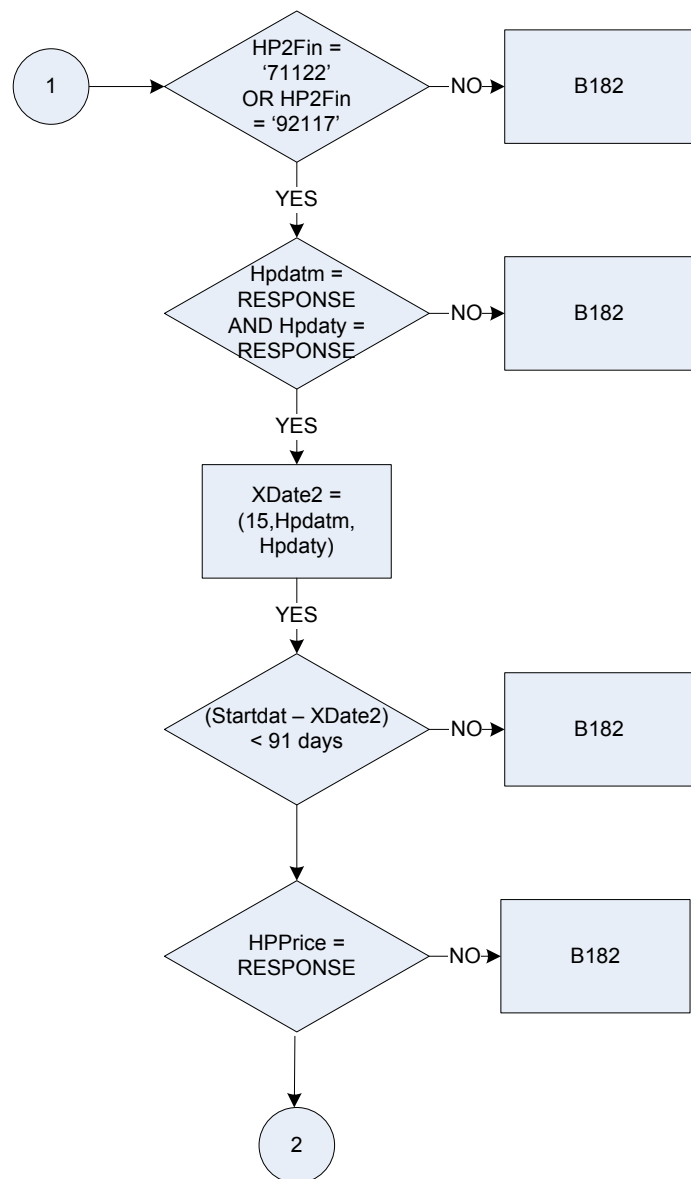 1
HP2Fin =
‘71122’
OR HP2Fin
= ‘92117’
NO
B182
YES
Hpdatm =
RESPONSE
AND Hpdaty =
RESPONSE
NO
B182
YES
XDate2 =
(15,Hpdatm,
Hpdaty)
YES
(Startdat – XDate2)
< 91 days
NO
B182
HPPrice =
RESPONSE
NO
B182
2